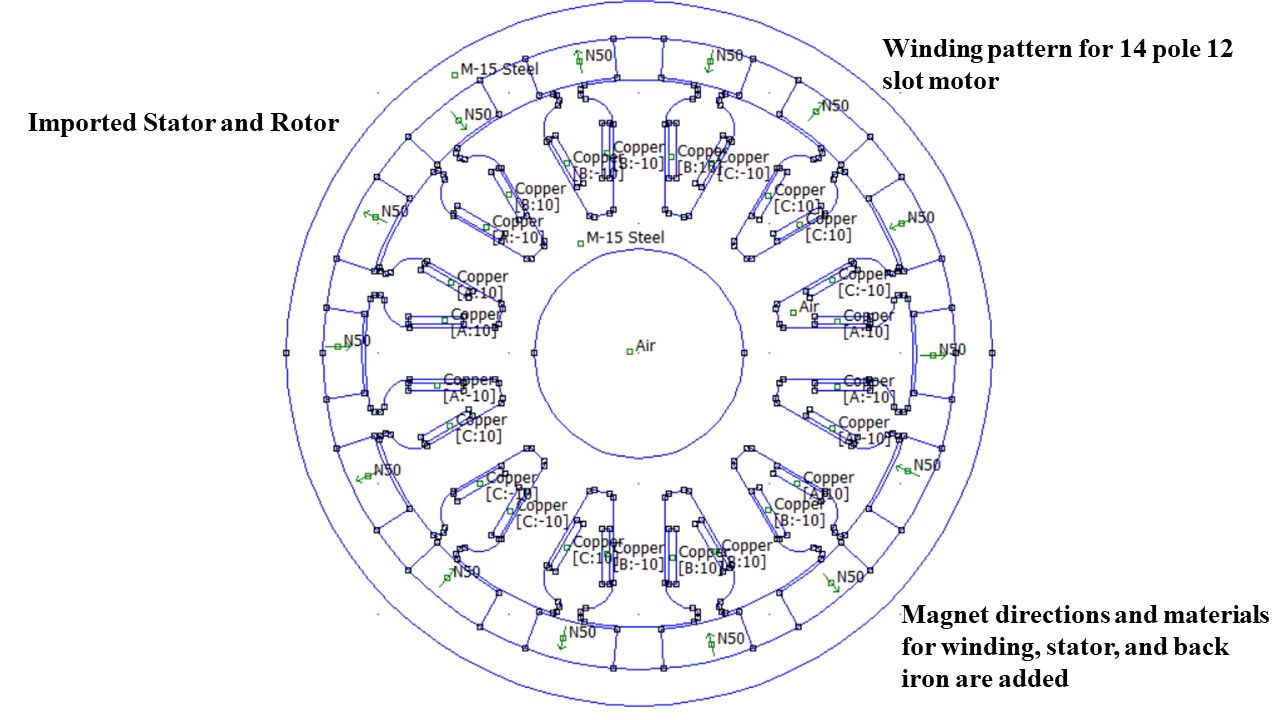 Winding pattern for 14 pole 12
slot motor
Imported Stator and Rotor
N50
N50
M-15 Steel
N50
N50
Copper
[B:-10]
Copper
[B:-10]
Copper
[B:10]
Copper
[C:-10]
Copper
[B:10]
Copper
[C:10]
Copper
[A:-10]
Copper
[C:10]
N50
N50
M-15 Steel
Copper
[A:10]
Copper
[C:-10]
Air
Copper
[A:10]
Copper
[A:10]
N50
Air
N50
Copper
[A:-10]
Copper
[A:-10]
Copper
[C:10]
Copper
[A:-10]
N50
N50
Copper
[C:-10]
Copper
[A:10]
Copper
[C:-10]
Copper
[B:-10]
Copper
[C:10]
Copper
[B:-10]
Copper
[B:10]
Copper
[B:10]
N50
N50
N50
N50
Magnet directions and materials
for winding, stator, and back
iron are added